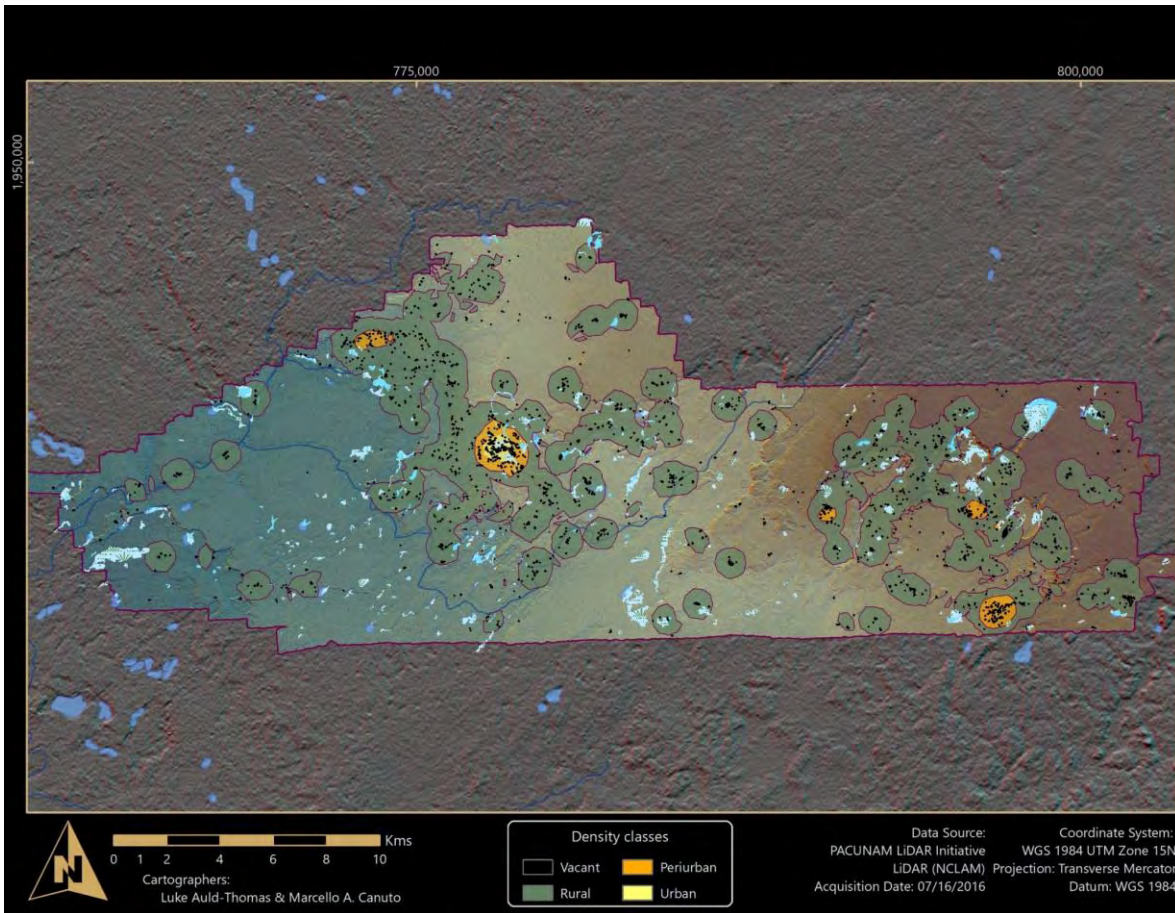 775,000
800,000
1,950,000
Kms
0 1 2 4 6 8 10
N
Cartographers:
Luke Auld-Thomas & Marcello A. Canuto
Density classes
Vacant
Periurban
Rural
Urban
Data Source:
PACUNAM LiDAR Initiative
LiDAR (NCLAM)
Acquisition Date: 07/16/2016
Coordinate System:
WGS 1984 UTM Zone 15N
Projection: Transverse Mercator
Datum: WGS 1984